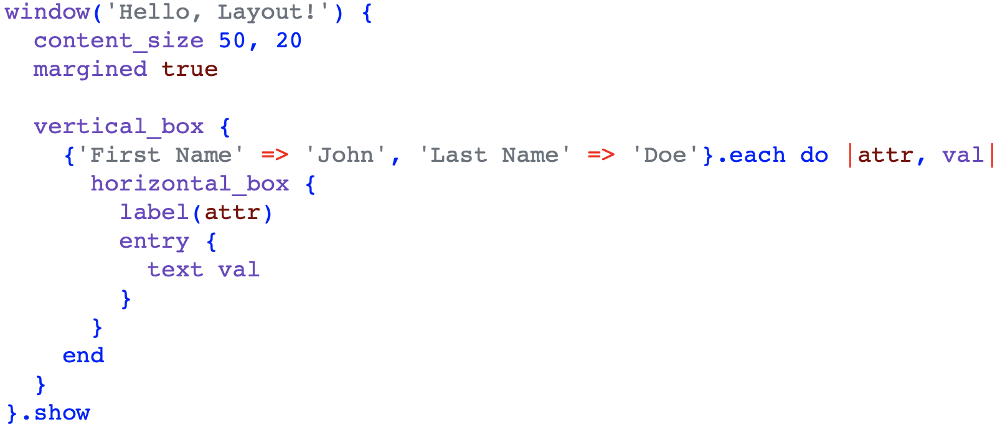 window('Hello, Layout!') {
  content_size 50, 20
  margined true

  vertical_box {
    {'First Name' => 'John', 'Last Name' => 'Doe'}.each do |attr, val|
      horizontal_box {
        label(attr)
        entry {
          text val
        }
      }
    end
  }
}.show